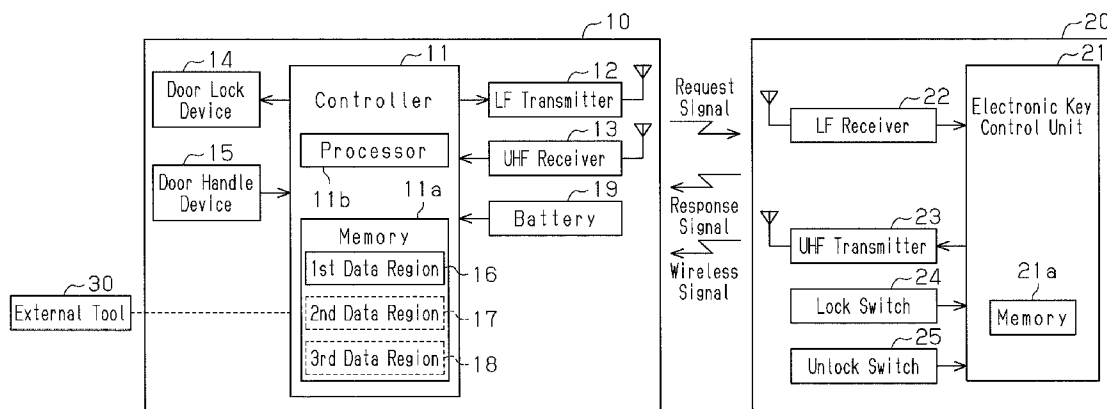 10
20
14
Door Lock
Device
11
Controller
12
LF Transmitter
Request
Signal
21
22
LF Receiver
Electronic Key
Control Unit
15
Door Handle
Device
Processor
11b
13
UHF Receiver
11a
19
Battery
Response
Signal
Wireless
Signal
23
UHF Transmitter
Memory
1st Data Region
16
2nd Data Region
17
3rd Data Region
18
30
External Tool
24
Lock Switch
21a
Memory
25
Unlock Switch